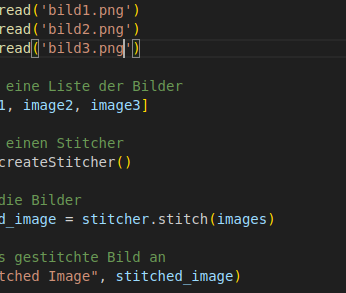 read('bild1.png')
read('bild2.png')
read('bild3.png')
eine Liste der Bilder
1, image2, image3]
einen Stitcher
createStitcher()
die Bilder
d_image = stitcher.stitch(images)
s gestitchte Bild an
tched Image", stitched_image)